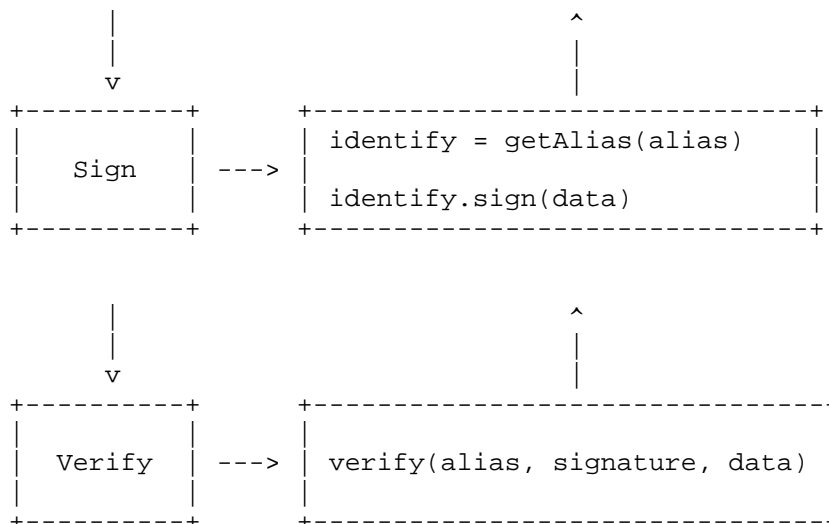 identify = getAlias(alias)
Sign --->
identify.sign(data)
Verify ---> verify(alias, signature, data)